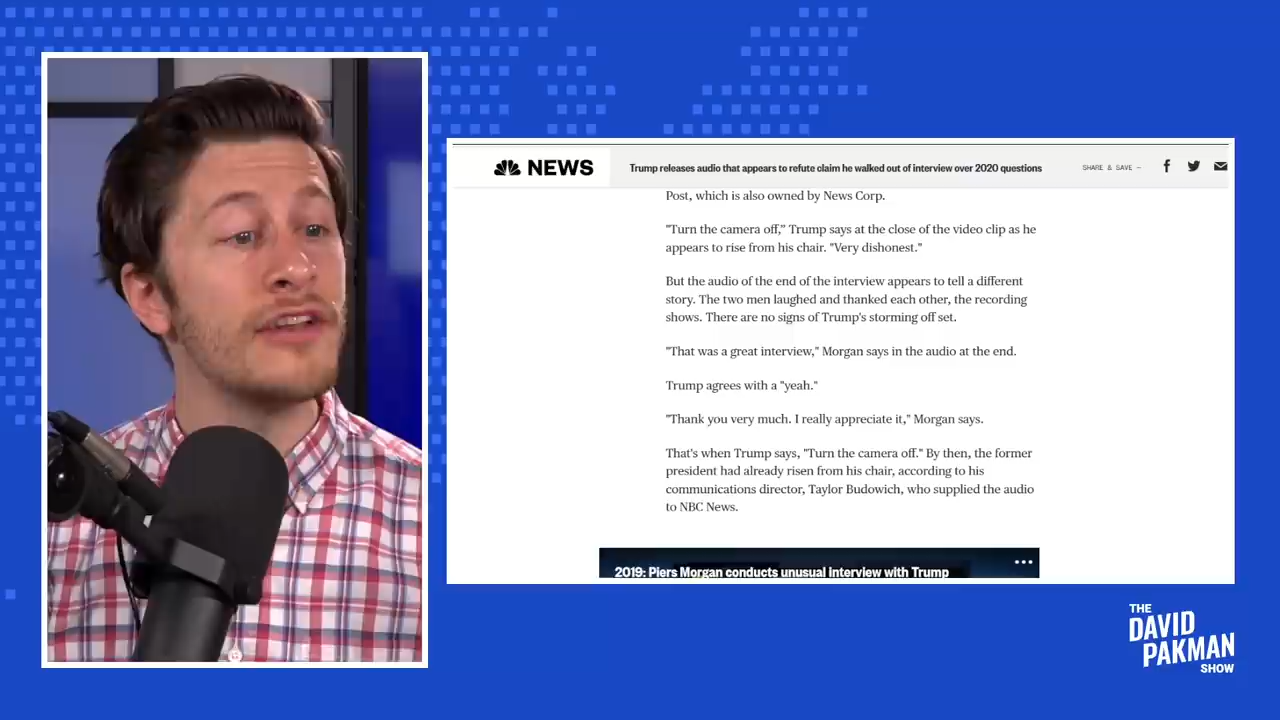 NEWS
Trump releases audio that appears to refute claim he walked out of interview over 2020 questions
SHARE & SAVE —
Post, which is also owned by News Corp.
"Turn the camera off," Trump says at the close of the video clip as he
appears to rise from his chair. "Very dishonest."
But the audio of the end of the interview appears to tell a different
story. The two men laughed and thanked each other, the recording
shows. There are no signs of Trump's storming off set.
"That was a great interview," Morgan says in the audio at the end.
Trump agrees with a "yeah."
"Thank you very much. I really appreciate it," Morgan says.
That's when Trump says, "Turn the camera off." By then, the former
president had already risen from his chair, according to his
communications director, Taylor Budowich, who supplied the audio
to NBC News.
2019: Piers Morgan conducts unusual interview with Trump
THE
DAVID
PAKMAN
SHOW